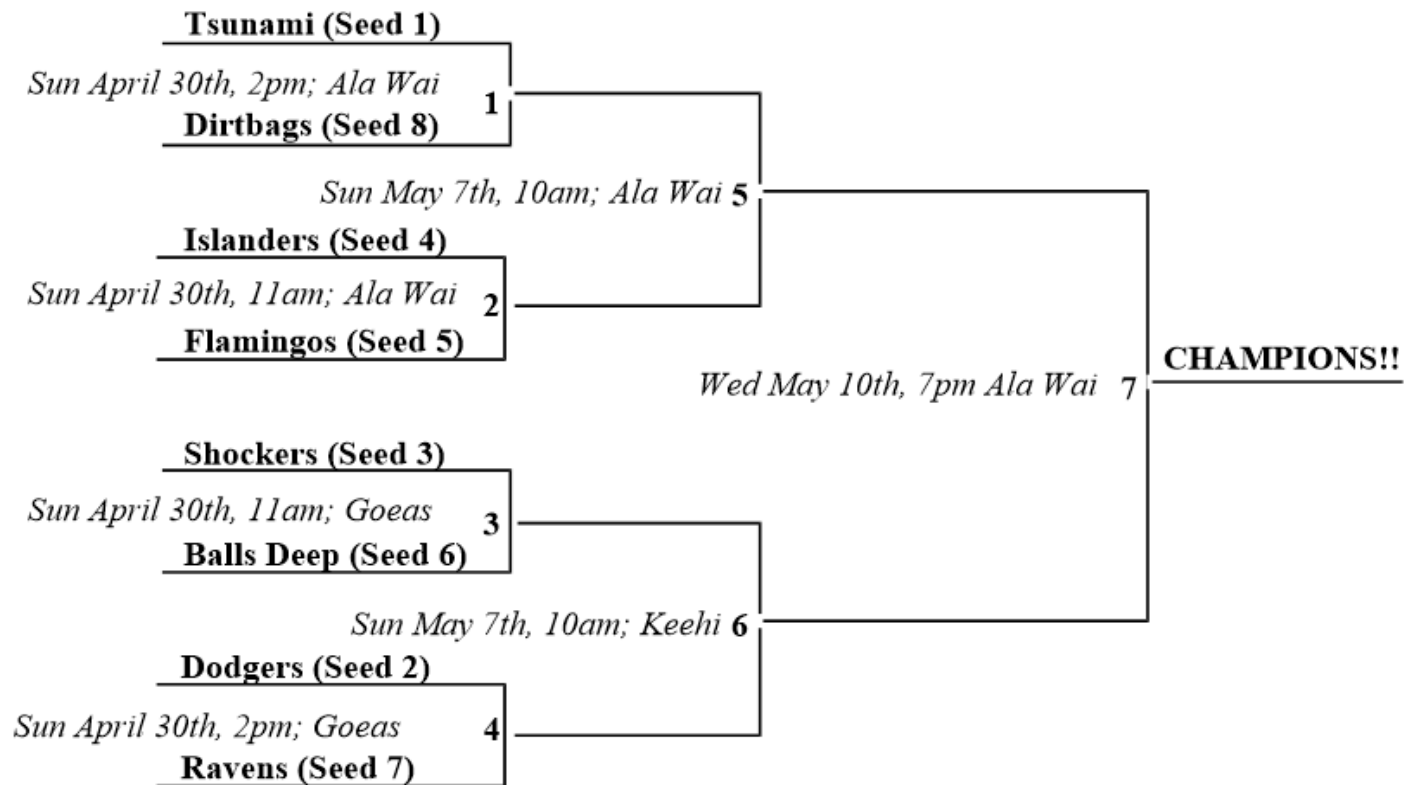 Tsunami (Seed 1)
Sun April 30th, 2pm; Ala Wai
1
Dirtbags (Seed 8)
Sun May 7th, 10am; Ala Wai 5
Islanders (Seed 4)
Sun April 30th, 11am; Ala Wai
2
Flamingos (Seed 5)
CHAMPIONS!!
Wed May 10th, 7pm Ala Wai 7
Shockers (Seed 3)
Sun April 30th, 11am; Goeas
3
Balls Deep (Seed 6)
Sun May 7th, 10am; Keehi 6
Dodgers (Seed 2)
Sun April 30th, 2pm; Goeas
4
Ravens (Seed 7)